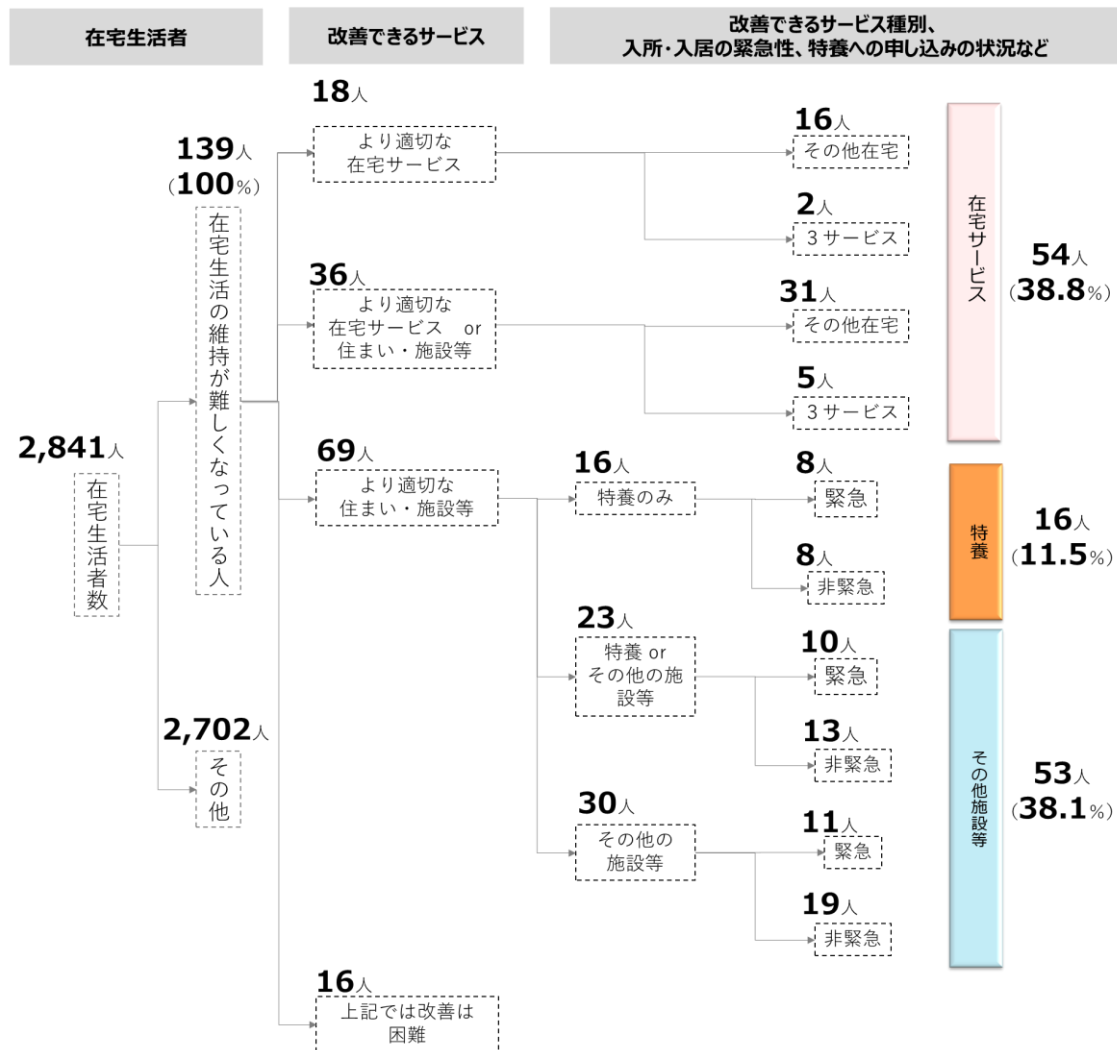 在宅生活者
改善できるサービス
改善できるサービス種別、
入所・入居の緊急性、特養への申し込みの状況など
2,841人
在宅生活者数
139人
(100%)
在宅生活の維持が難しくなっている人
2,702人
その他
18人
より適切な
在宅サービス
16人
その他在宅
2人
３サービス
36人
より適切な
在宅サービス　or
住まい・施設等
31人
その他在宅
5人
３サービス
69人
より適切な
住まい・施設等
16人
特養のみ
8人
緊急
8人
非緊急
23人
特養 or
その他の施
設等
10人
緊急
13人
非緊急
30人
その他の
施設等
11人
緊急
19人
非緊急
16人
上記では改善は
困難
在宅サービス
54人
(38.8%)
特養
16人
(11.5%)
その他施設等
53人
(38.1%)